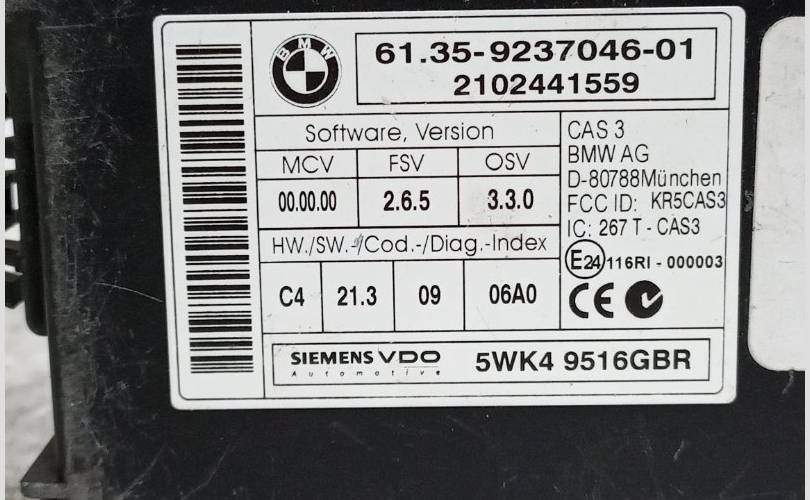 BMW
61.35-9237046-01
2102441559
Software, Version
MCV FSV OSV
00.00.00 2.6.5 3.3.0
HW./SW.-/Cod.-/Diag.-Index
C4 21.3 09 06A0
CAS 3
BMW AG
D-80788München
FCC ID: KR5CAS3
IC: 267 T - CAS3
E24 116RI - 000003
CE
SIEMENS VDO
Automotive
5WK4 9516GBR